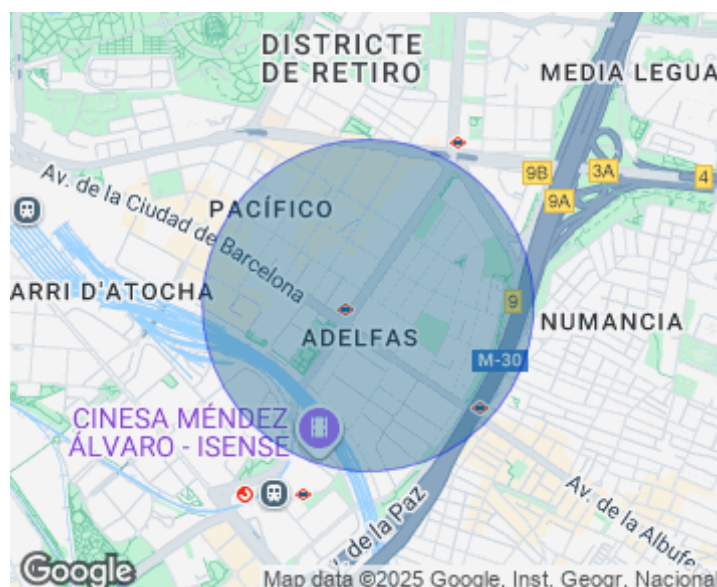 DISTRICTE
DE RETIRO
MEDIA LEGUA
9B
3A
4
9A
Av. de la Ciudad de Barcelona
PACÍFICO
ARRI D'ATOCHA
9
NUMANCIA
ADELFAS
M-30
CINESA MÉNDEZ
ÁLVARO - ISENSE
Av. de la Albufe
. de la Paz
Google
Map data ©2025 Google, Inst. Geogr. Nacional